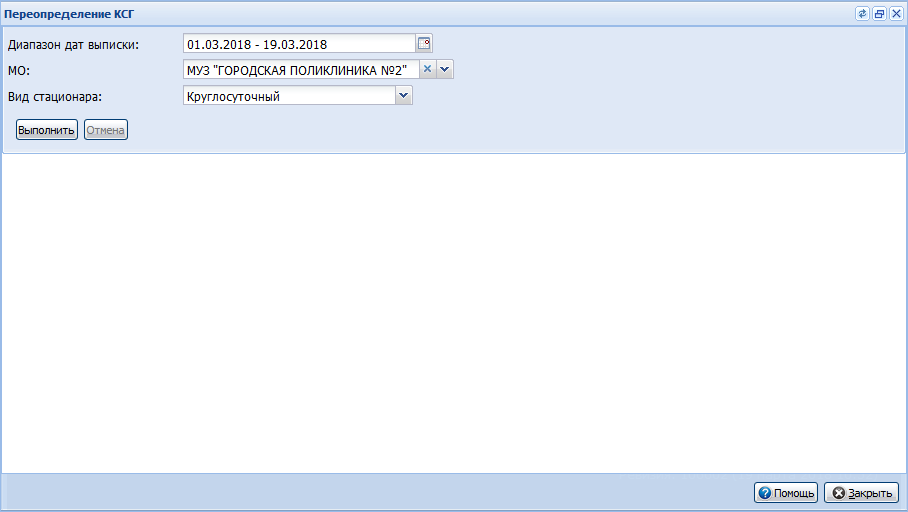 Переопределение КСГ
Диапазон дат выписки: 01.03.2018 - 19.03.2018
МО: МУЗ "ГОРОДСКАЯ ПОЛИКЛИНИКА №2"
Вид стационара: Круглосуточный
Выполнить Отмена
Помощь Закрыть